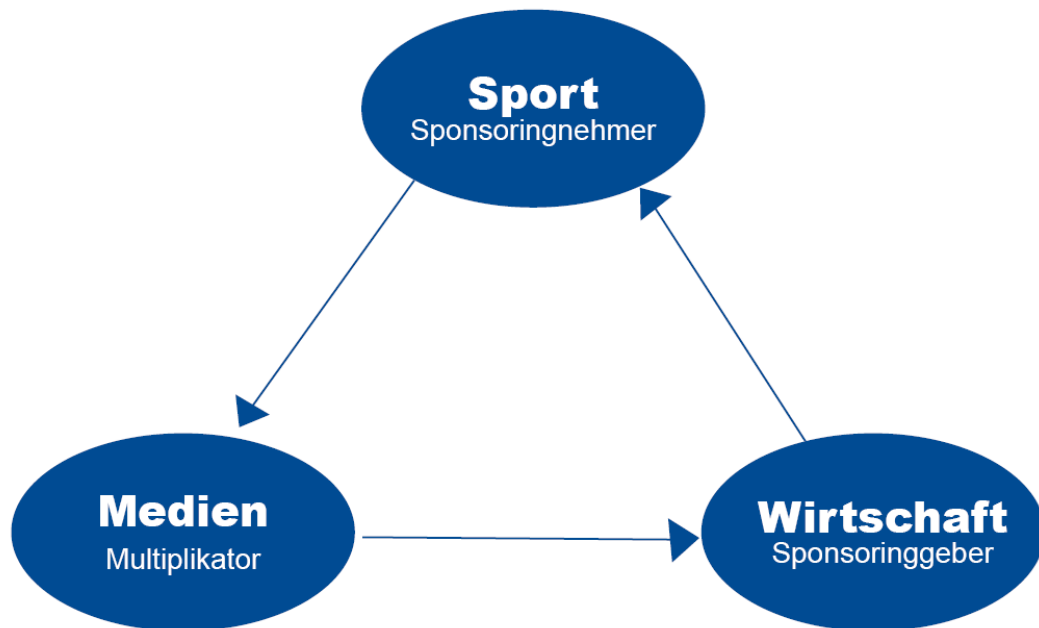 Sport
Sponsoringnehmer
Medien
Multiplikator
Wirtschaft
Sponsoringgeber